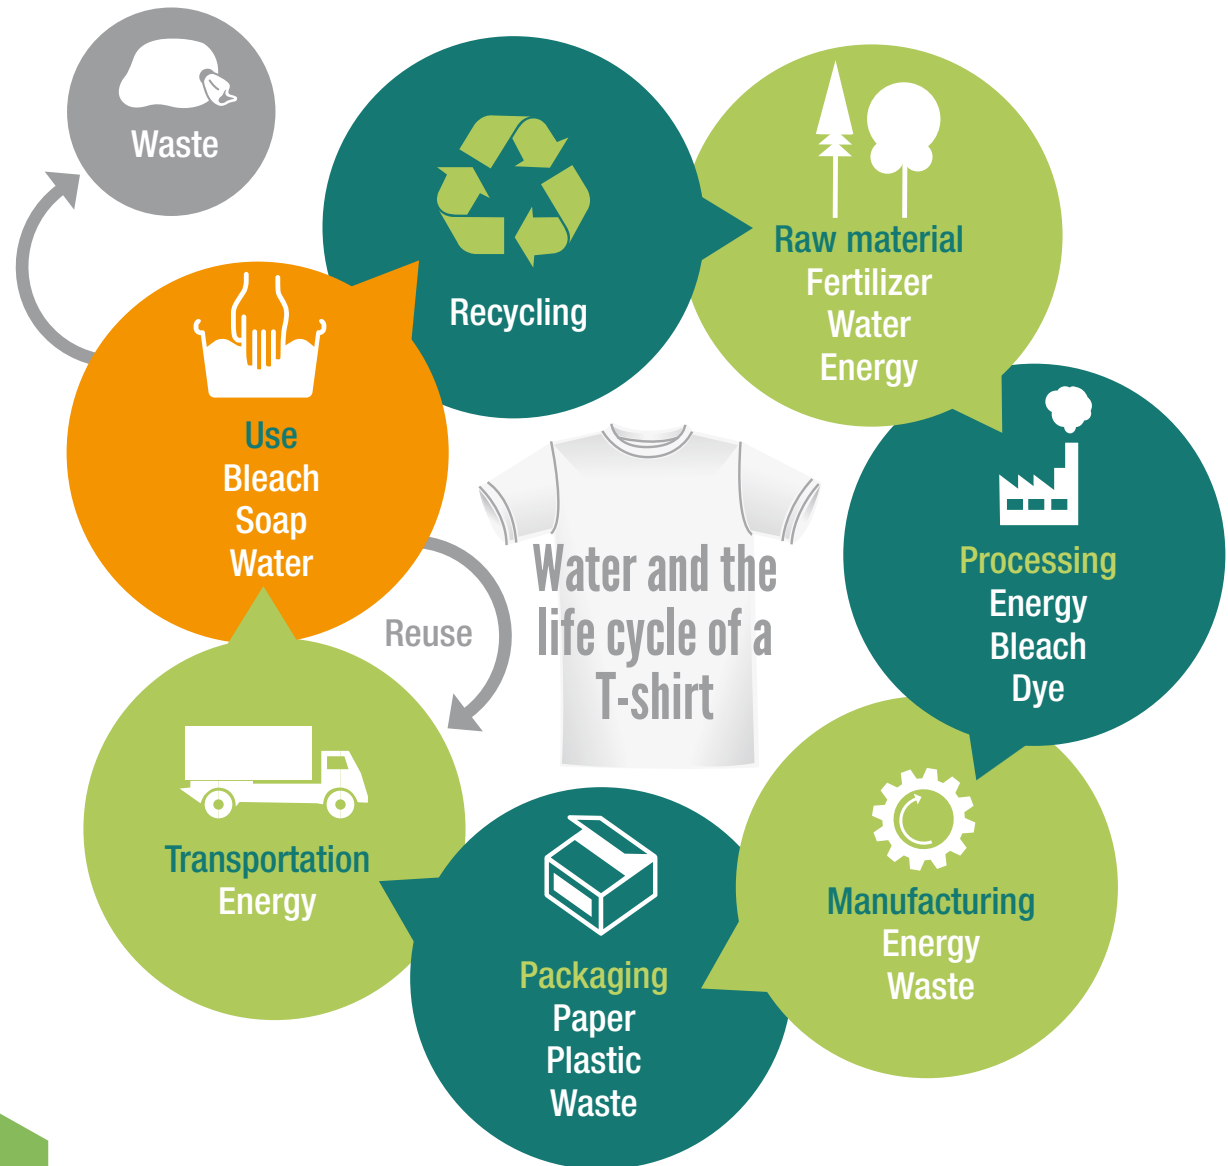 Waste
Recycling
Raw material
Fertilizer
Water
Energy
Processing
Energy
Bleach
Dye
Manufacturing
Energy
Waste
Packaging
Paper
Plastic
Waste
Transportation
Energy
Use
Bleach
Soap
Water
Reuse
Water and the
life cycle of a
T-shirt